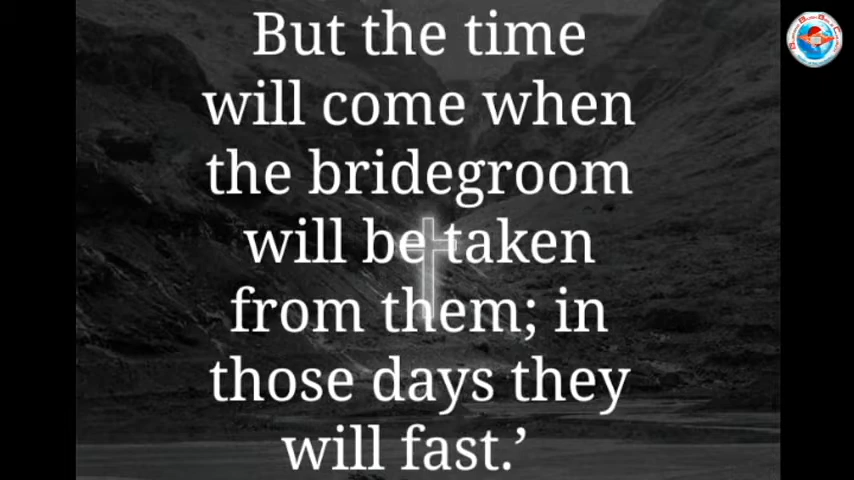 But the time
will come when
the bridegroom
will be taken
from them; in
those days they
will fast.’